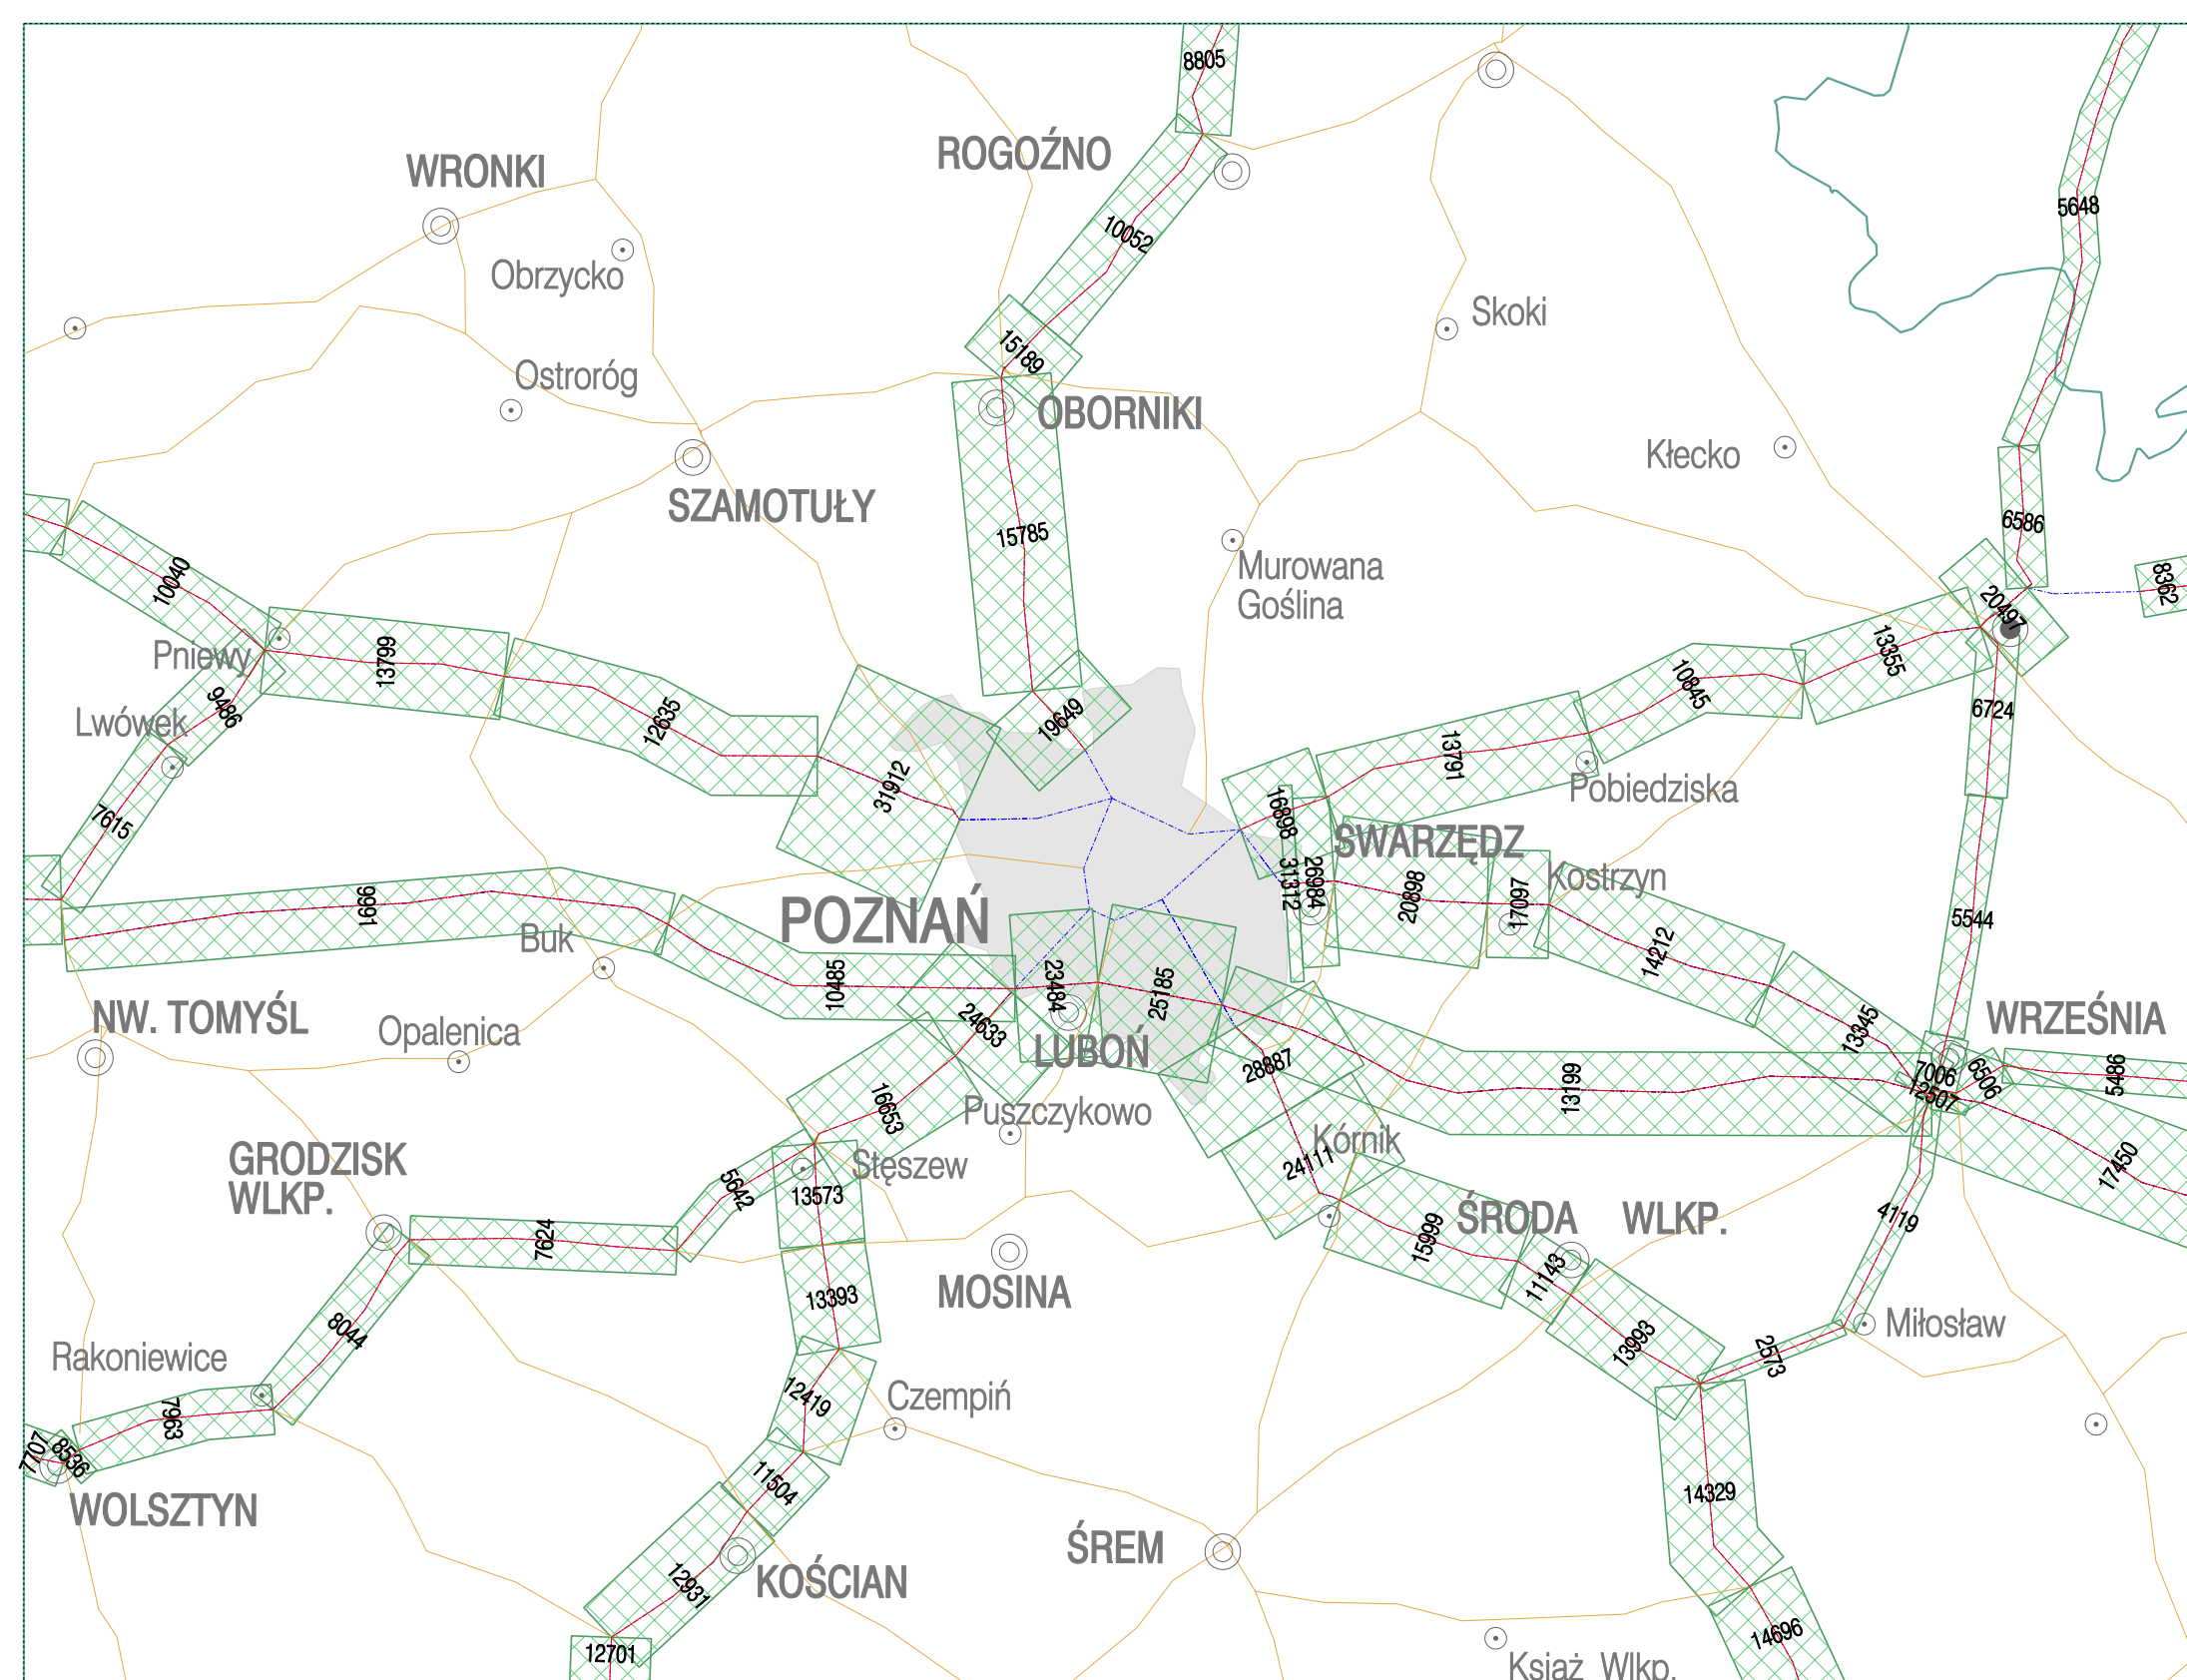 8805
ROGOŹNO
WRONKI
5648
10052
Obrzycko
Skoki
15189
Ostroróg
OBORNIKI
Kłecko
SZAMOTUŁY
6586
15785
Murowana
Goślina
10040
8362
20497
Pniewy
13799
13355
9486
10845
6724
Lwówek
12635
19649
13791
31912
Pobiedziska
7615
16898
SWARZĘDZ
31312
26984
Kostrzyn
9991
20898
17097
POZNAŃ
5544
Buk
14212
10485
23484
25185
NW. TOMYŚL
WRZEŚNIA
Opalenica
24633
13345
LUBOŃ
28887
7006
6506
5486
12507
13199
16653
Puszczykowo
Kórnik
GRODZISK
WLKP.
Stęszew
24111
17450
5642
13573
ŚRODA WLKP.
4119
7624
15999
11143
MOSINA
13393
8044
Miłosław
13993
2573
Rakoniewice
12419
Czempiń
7963
7707
8536
11504
14329
WOLSZTYN
ŚREM
KOŚCIAN
12931
14696
12701
Książ Wlkp.